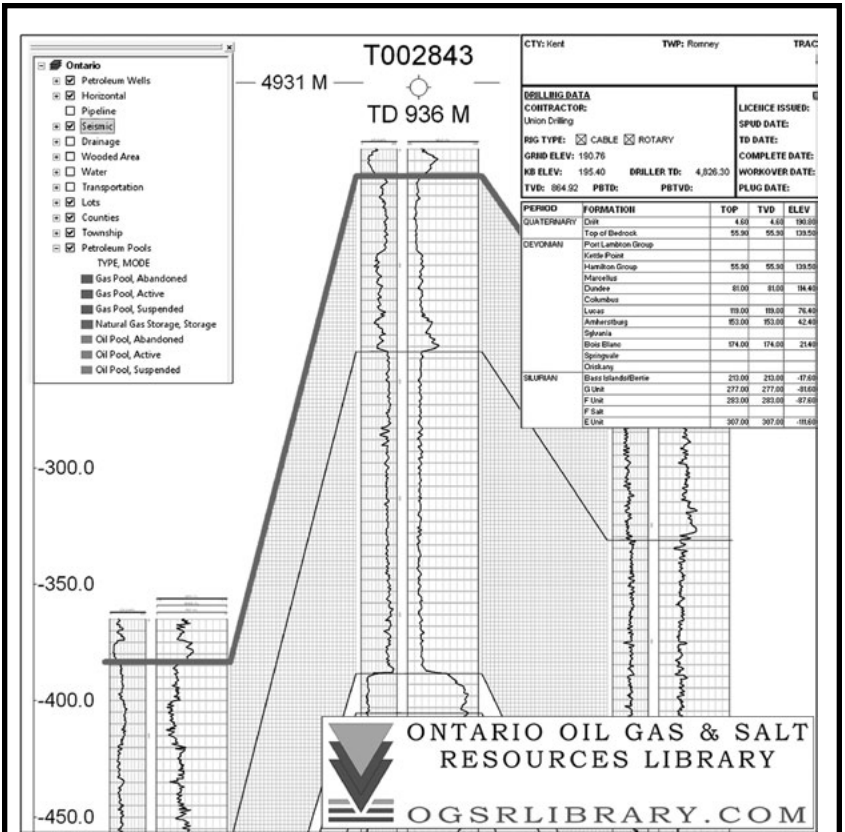 Ontario
Petroleum Wells
Horizontal
Pipeline
Seismic
Drainage
Wooded Area
Water
Transportation
Lots
Counties
Township
Petroleum Pools
TYPE, MODE
Gas Pool, Abandoned
Gas Pool, Active
Gas Pool, Suspended
Natural Gas Storage, Storage
Oil Pool, Abandoned
Oil Pool, Active
Oil Pool, Suspended
T002843
4931 M
TD 936 M
CTY: Kent TWP: Romney TRAC
DRILLING DATA
CONTRACTOR: LICENCE ISSUED:
Union Drilling SPUD DATE:
RIG TYPE: CABLE ROTARY TD DATE:
GRND ELEV: 190.76 COMPLETE DATE:
KB ELEV: 195.40 DRILLER TD: 4,826.30 WORKOVER DATE:
TVD: 864.92 PBTD: PBTVD: PLUG DATE:
PERIOD FORMATION TOP TVD ELEV
QUATERNARY Drift 4.60 4.60 190.80
Top of Bedrock 55.90 55.90 139.50
DEVONIAN Port Lambton Group
Kettle Point
Hamilton Group 55.90 55.90 139.50
Marcellus
Dundee 81.00 81.00 114.40
Columbus
Lucas 119.00 119.00 76.40
Amherstburg 153.00 153.00 42.40
Sylvania
Bois Blanc 174.00 174.00 21.40
Springvale
Oriskany
SILURIAN Bass Islands/Bertie 213.00 213.00 -17.60
G Unit 277.00 277.00 -81.60
F Unit 283.00 283.00 -87.60
F Salt
E Unit 307.00 307.00 -111.60
-300.0
-350.0
-400.0
-450.0
ONTARIO OIL GAS & SALT
RESOURCES LIBRARY
OGSRLIBRARY.COM